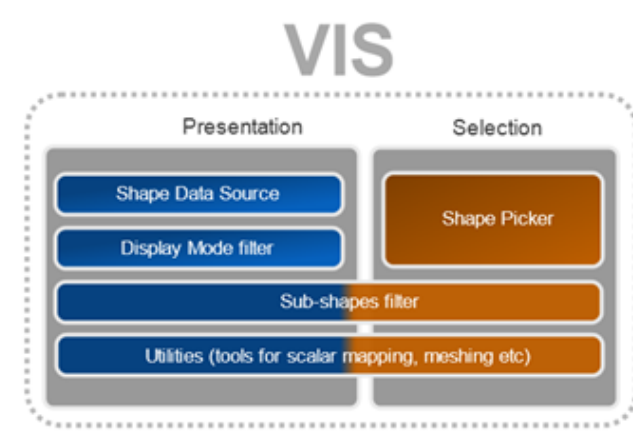 VIS
Presentation
Selection
Shape Data Source
Shape Picker
Display Mode filter
Sub-shapes filter
Utilities (tools for scalar mapping, meshing etc)